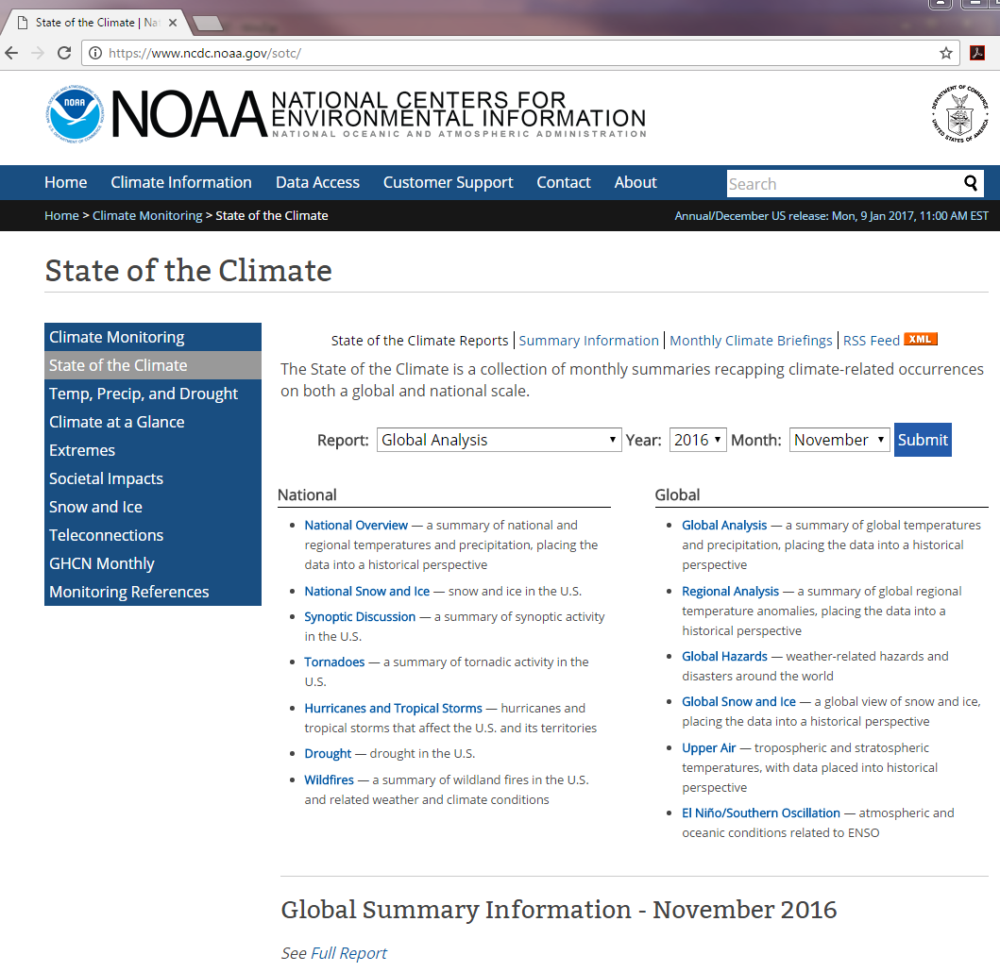 State of the Climate | Nat
https://www.ncdc.noaa.gov/sotc/
NOAA
NOAA
NATIONAL CENTERS FOR
ENVIRONMENTAL INFORMATION
NATIONAL OCEANIC AND ATMOSPHERIC ADMINISTRATION
DEPARTMENT OF COMMERCE
UNITED STATES OF AMERICA
Home Climate Information Data Access Customer Support Contact About Search
Home > Climate Monitoring > State of the Climate Annual/December US release: Mon, 9 Jan 2017, 11:00 AM EST
State of the Climate
Climate Monitoring
State of the Climate
Temp, Precip, and Drought
Climate at a Glance
Extremes
Societal Impacts
Snow and Ice
Teleconnections
GHCN Monthly
Monitoring References
State of the Climate Reports | Summary Information | Monthly Climate Briefings | RSS Feed XML
The State of the Climate is a collection of monthly summaries recapping climate-related occurrences
on both a global and national scale.
Report: Global Analysis Year: 2016 Month: November Submit
National
• National Overview — a summary of national and
regional temperatures and precipitation, placing the
data into a historical perspective
• National Snow and Ice — snow and ice in the U.S.
• Synoptic Discussion — a summary of synoptic activity
in the U.S.
• Tornadoes — a summary of tornadic activity in the
U.S.
• Hurricanes and Tropical Storms — hurricanes and
tropical storms that affect the U.S. and its territories
• Drought — drought in the U.S.
• Wildfires — a summary of wildland fires in the U.S.
and related weather and climate conditions
Global
• Global Analysis — a summary of global temperatures
and precipitation, placing the data into a historical
perspective
• Regional Analysis — a summary of global regional
temperature anomalies, placing the data into a
historical perspective
• Global Hazards — weather-related hazards and
disasters around the world
• Global Snow and Ice — a global view of snow and ice,
placing the data into a historical perspective
• Upper Air — tropospheric and stratospheric
temperatures, with data placed into historical
perspective
• El Niño/Southern Oscillation — atmospheric and
oceanic conditions related to ENSO
Global Summary Information - November 2016
See Full Report